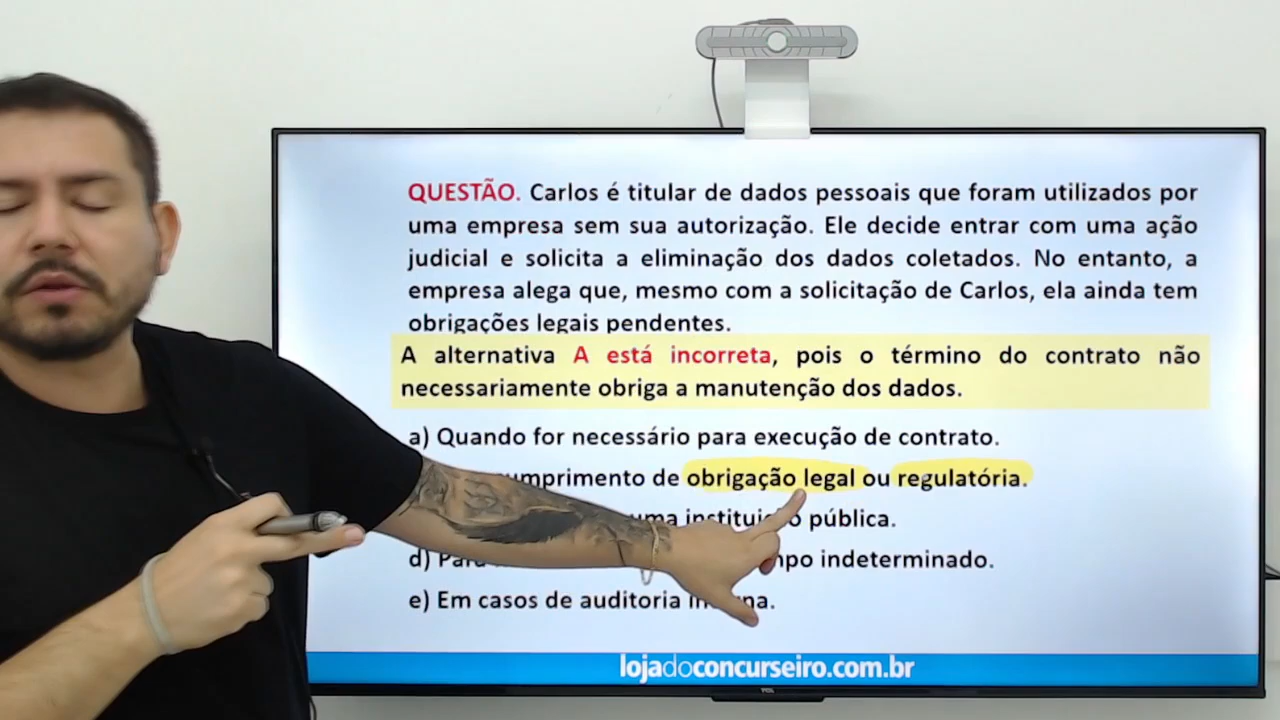 QUESTÃO. Carlos é titular de dados pessoais que foram utilizados por
uma empresa sem sua autorização. Ele decide entrar com uma ação
judicial e solicita a eliminação dos dados coletados. No entanto, a
empresa alega que, mesmo com a solicitação de Carlos, ela ainda tem
obrigações legais pendentes.
A alternativa A está incorreta, pois o término do contrato não
necessariamente obriga a manutenção dos dados.
a) Quando for necessário para execução de contrato.
de obrigação legal ou regulatória.
uma pública.
d) indeterminado.
e) Em casos de auditoria
lojadoconcurseiro.com.br
TCL